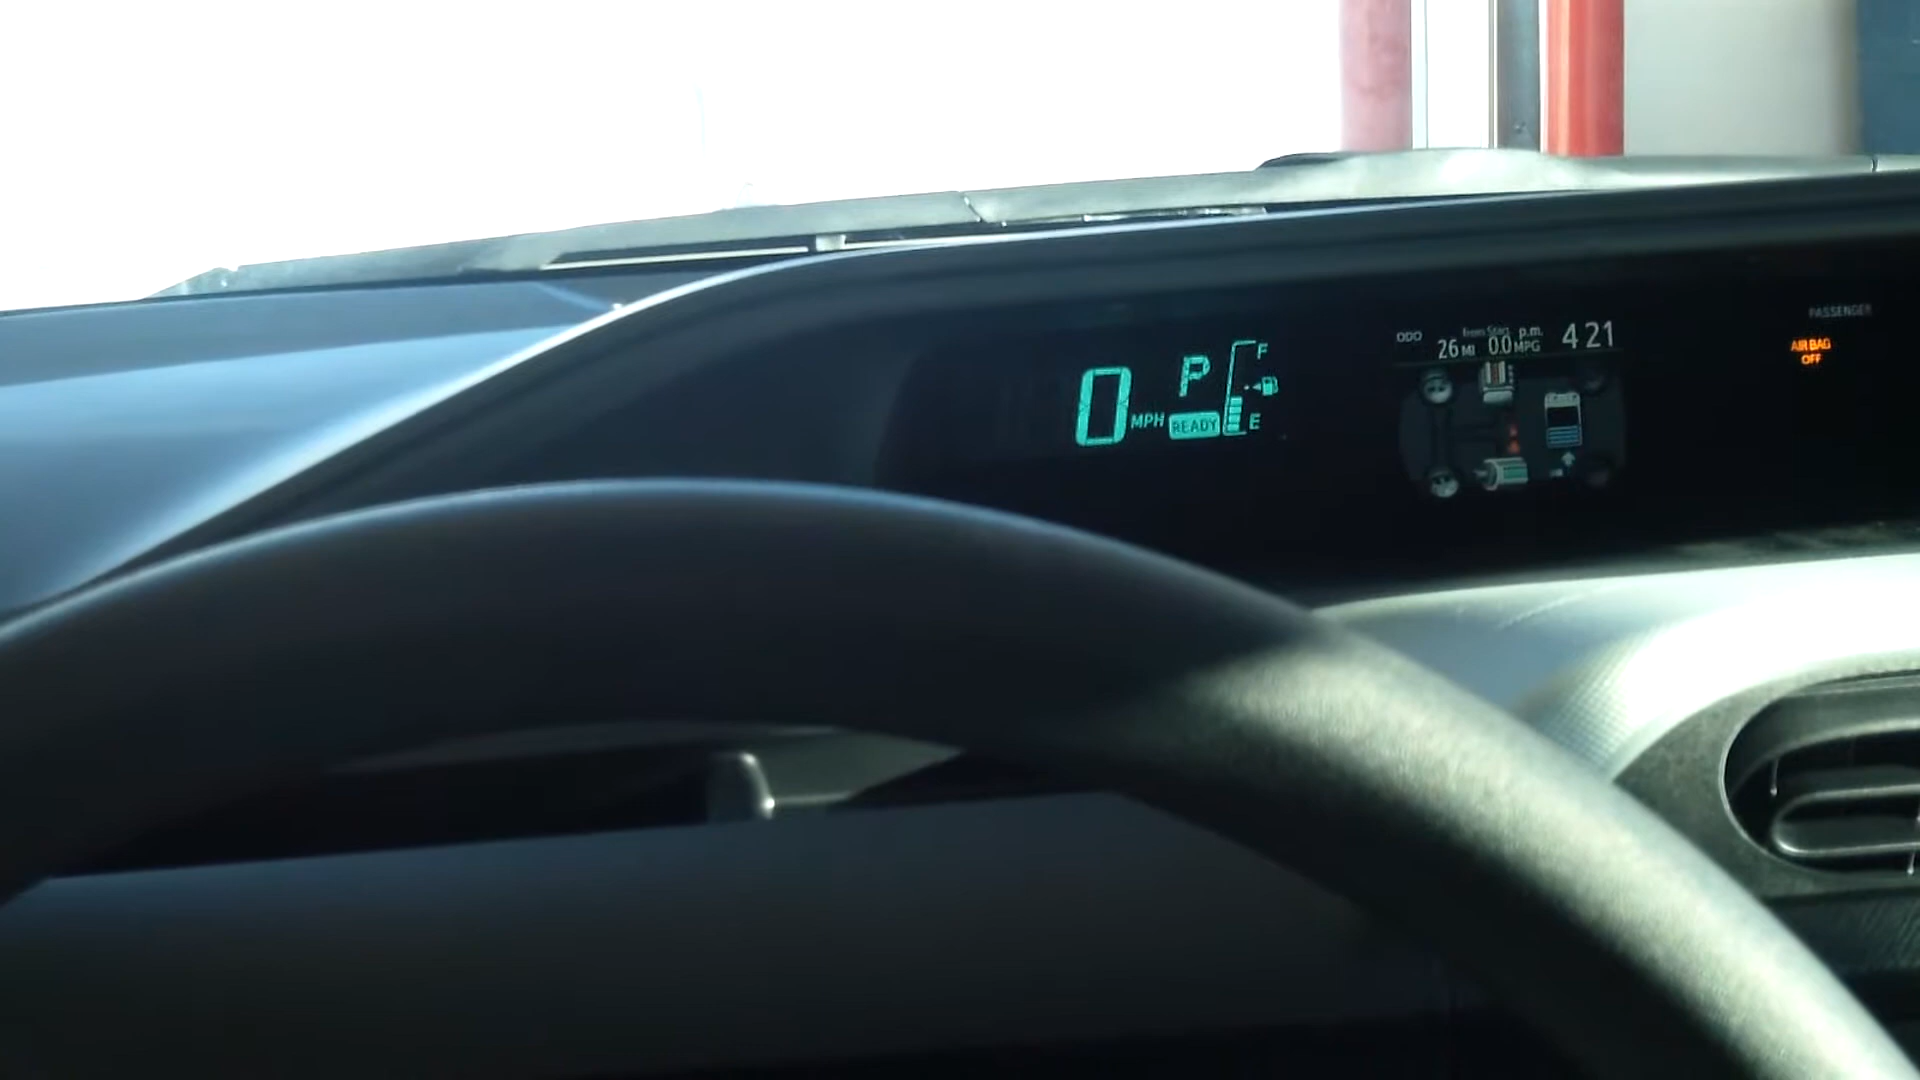 PASSENGER
AIR BAG
OFF
ODO 26 MI
From Start 0.0 MPG
p.m. 4 21
0 MPH
P
READY
F
E